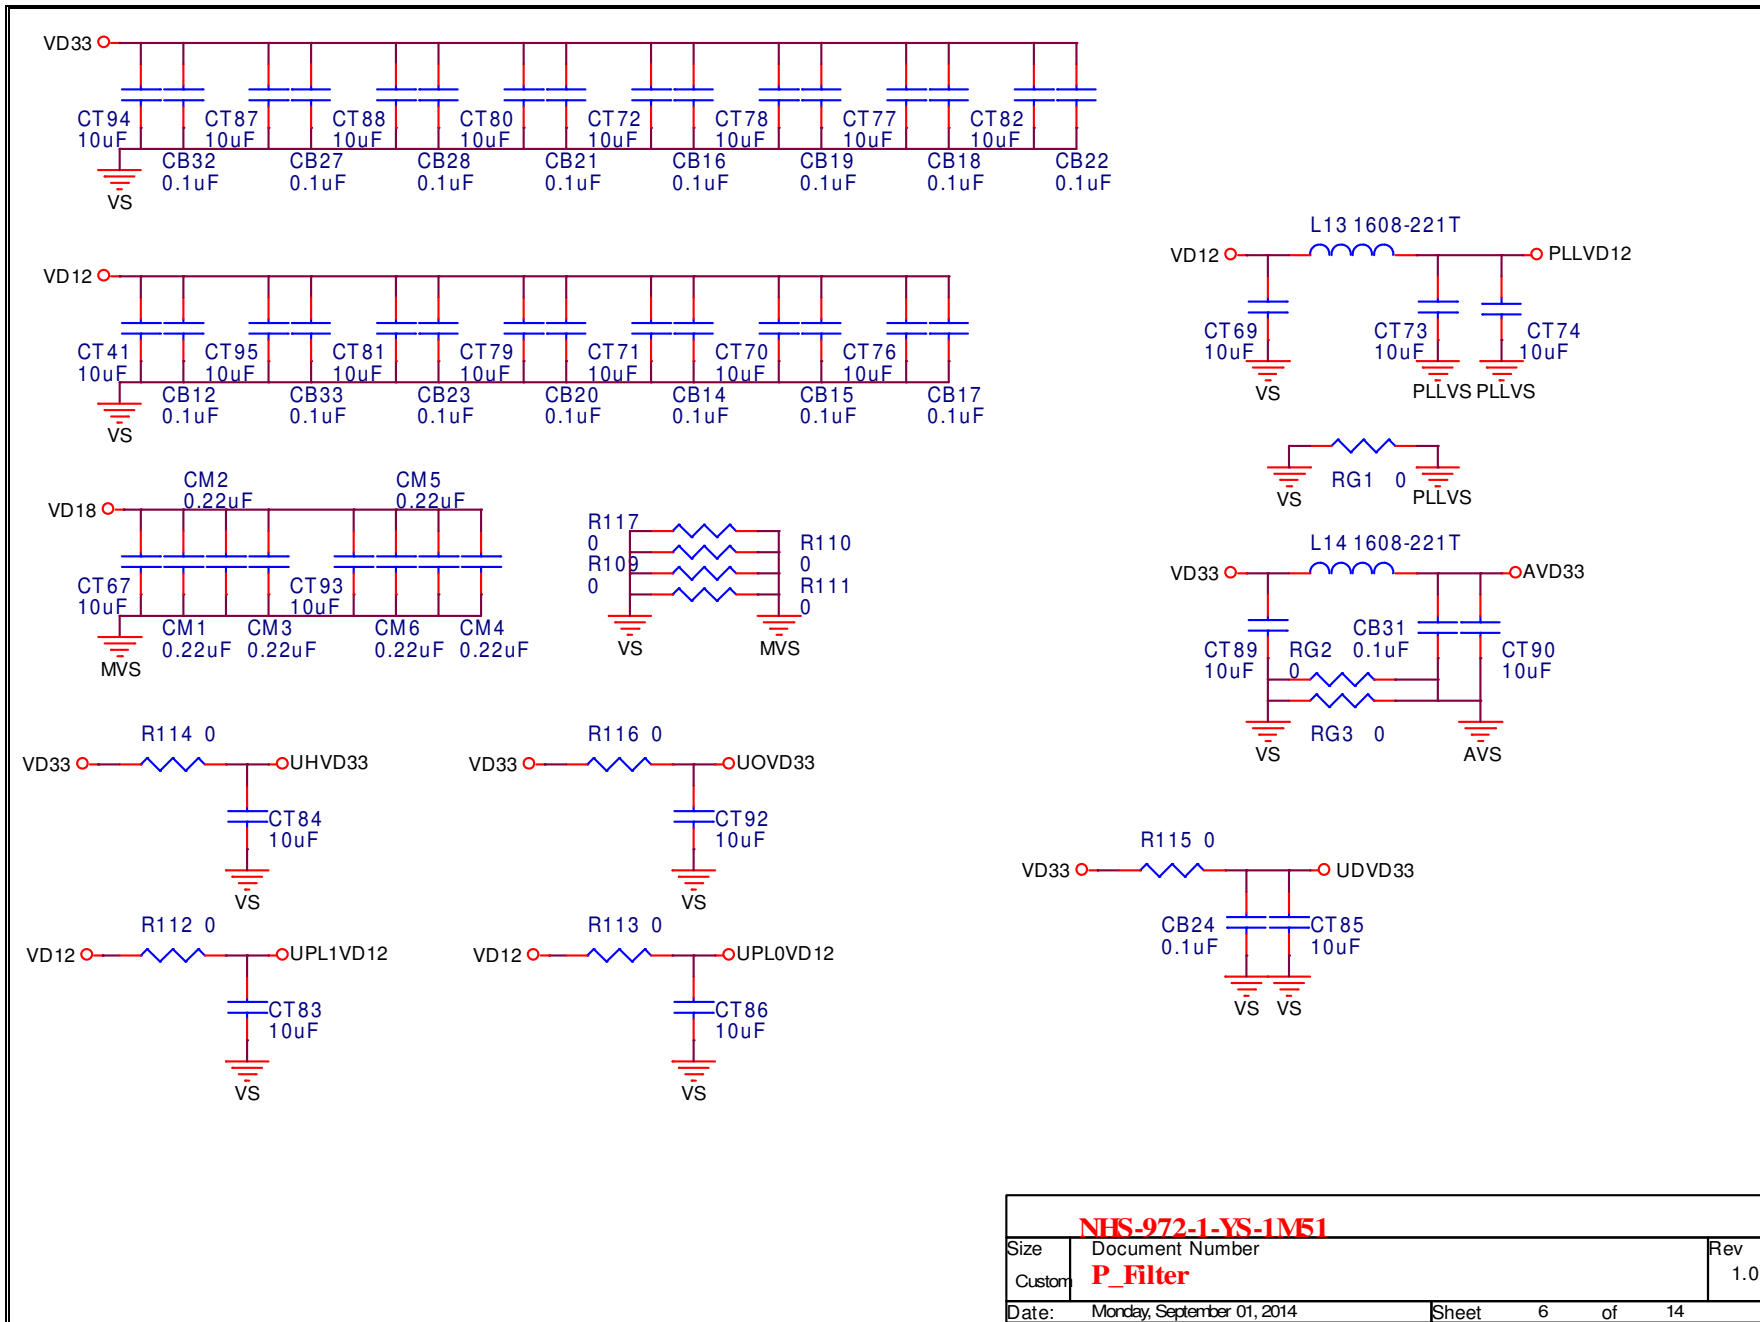 VD33
CT94 CT87 CT88 CT80 CT72 CT78 CT77 CT82
10uF 10uF 10uF 10uF 10uF 10uF 10uF 10uF
CB32 CB27 CB28 CB21 CB16 CB19 CB18 CB22
0.1uF 0.1uF 0.1uF 0.1uF 0.1uF 0.1uF 0.1uF 0.1uF
VS
VD12
CT41 CT95 CT81 CT79 CT71 CT70 CT76
10uF 10uF 10uF 10uF 10uF 10uF 10uF
CB12 CB33 CB23 CB20 CB14 CB15 CB17
0.1uF 0.1uF 0.1uF 0.1uF 0.1uF 0.1uF 0.1uF
VS
CM2 CM5
0.22uF 0.22uF
VD18
CT67 CT93
10uF 10uF
CM1 CM3 CM6 CM4
0.22uF 0.22uF 0.22uF 0.22uF
MVS
R117
0
R109
0
R110
0
R111
0
VS MVS
R114 0
VD33 UHVD33
CT84
10uF
VS
R116 0
VD33 UOVD33
CT92
10uF
VS
R112 0
VD12 UPL1VD12
CT83
10uF
VS
R113 0
VD12 UPL0VD12
CT86
10uF
VS
L13 1608-221T
VD12 PLLVD12
CT69 CT73 CT74
10uF 10uF 10uF
VS PLLVS PLLVS
RG1 0
VS PLLVS
L14 1608-221T
VD33 AVD33
CT89 RG2 CB31 CT90
10uF 0 0.1uF 10uF
RG3 0
VS AVS
R115 0
VD33 UDVD33
CB24 CT85
0.1uF 10uF
VS VS
NHS-972-1-YS-1M51
Size Document Number Rev
Custom P_Filter 1.0
Date: Monday, September 01, 2014 Sheet 6 of 14